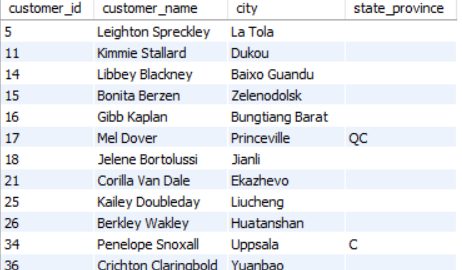 customer_id customer_name city state_province
5 Leighton Spreckley La Tola
11 Kimmie Stallard Dukou
14 Libbey Blackney Baixo Guandu
15 Bonita Berzen Zelenodolsk
16 Gibb Kaplan Bungtiang Barat
17 Mel Dover Princeville QC
18 Jelene Bortolussi Jianli
21 Corilla Van Dale Ekazhevo
25 Kailey Doubleday Liucheng
26 Berkley Wakley Huatanshan
34 Penelope Snoxall Uppsala C
36 Crichton Claringbold Yuanbao